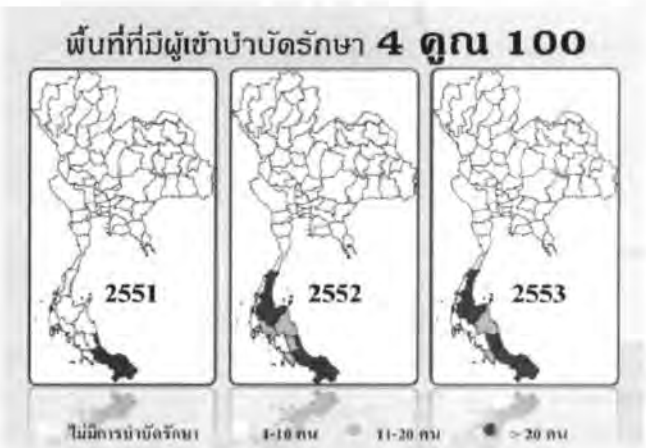 พื้นที่ที่มีผู้เข้าบำบัดรักษา 4 คูณ 100
2551 2552 2553
ไม่มีการบำบัดรักษา 1-10 คน 11-20 คน > 20 คน